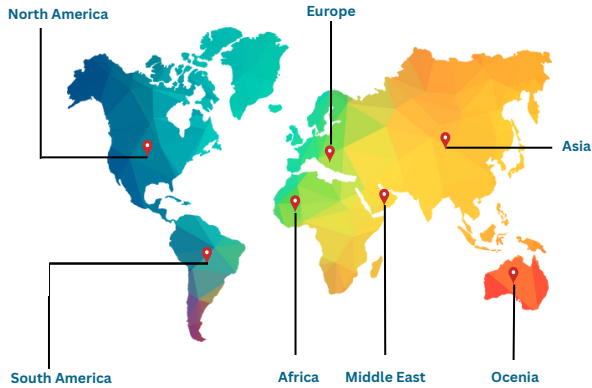 Europe
North America
Asia
South America
Africa
Middle East
Ocenia